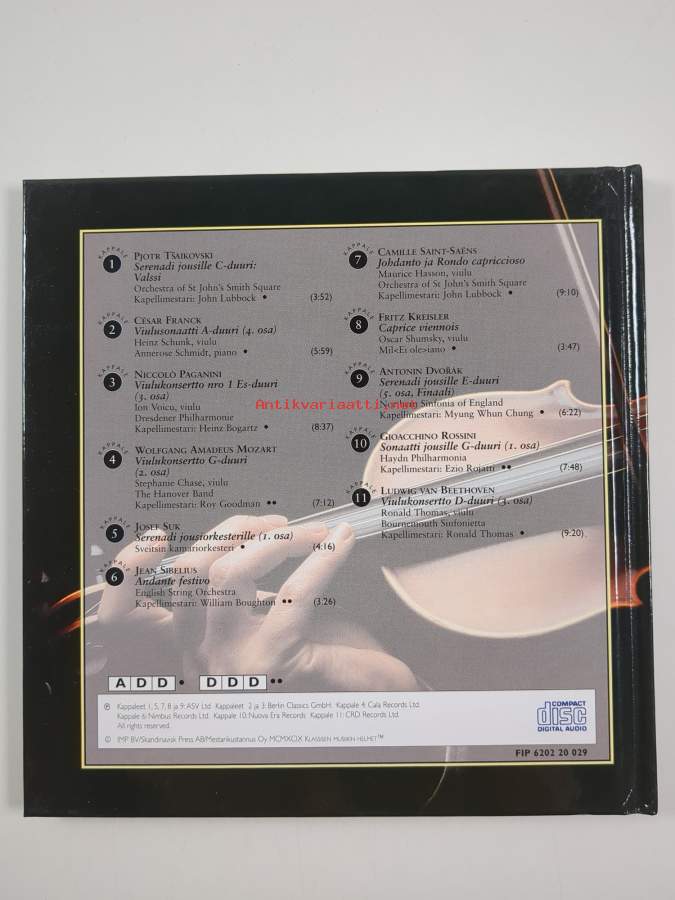 KAPPALE 1
PJOTR TŠAIKOVSKI
Serenadi jousille C-duuri:
Valssi
Orchestra of St John's Smith Square
Kapellimestari: John Lubbock • (3:52)
KAPPALE 2
CÉSAR FRANCK
Viulusonaatti A-duuri (4. osa)
Heinz Schunk, viulu
Annerose Schmidt, piano • (5:59)
KAPPALE 3
NICCOLÒ PAGANINI
Viulukonsertto nro 1 Es-duuri
(3. osa)
Ion Voicu, viulu
Dresdener Philharmonie
Kapellimestari: Heinz Bogartz • (8:37)
KAPPALE 4
WOLFGANG AMADEUS MOZART
Viulukonsertto G-duuri
(2. osa)
Stephanie Chase, viulu
The Hanover Band
Kapellimestari: Roy Goodman •• (7:12)
KAPPALE 5
JOSEF SUK
Serenadi jousiorkesterille (1. osa)
Sveitsin kamariorkesteri • (4:16)
KAPPALE 6
JEAN SIBELIUS
Andante festivo
English String Orchestra
Kapellimestari: William Boughton •• (3:26)
KAPPALE 7
CAMILLE SAINT-SAËNS
Johdanto ja Rondo capriccioso
Maurice Hasson, viulu
Orchestra of St John's Smith Square
Kapellimestari: John Lubbock • (9:10)
KAPPALE 8
FRITZ KREISLER
Caprice viennois
Oscar Shumsky, viulu
Mil<Ei ole>iano • (3:47)
KAPPALE 9
ANTONIN DVOŘÁK
Serenadi jousille E-duuri
(5. osa, Finaali)
Northern Sinfonia of England
Kapellimestari: Myung Whun Chung • (6:22)
KAPPALE 10
GIOACCHINO ROSSINI
Sonaatti jousille G-duuri (1. osa)
Haydn Philharmonia
Kapellimestari: Ezio Rojatti •• (7:48)
KAPPALE 11
LUDWIG VAN BEETHOVEN
Viulukonsertto D-duuri (3. osa)
Ronald Thomas, viulu
Bournemouth Sinfonietta
Kapellimestari: Ronald Thomas • (9:20)
Antikvariaatti.net
ADD • DDD ••
℗ Kappaleet 1, 5, 7, 8 ja 9: ASV Ltd. Kappaleet 2 ja 3: Berlin Classics GmbH. Kappale 4: Cala Records Ltd.
Kappale 6: Nimbus Records Ltd. Kappale 10: Nuova Era Records Kappale 11: CRD Records Ltd.
All rights reserved.
© IMP BV/Skandinavisk Press AB/Mestarikustannus Oy MCMXCIX KLASSISEN MUSIIKIN HELMET™
COMPACT
disc
DIGITAL AUDIO
FIP 6202 20 029